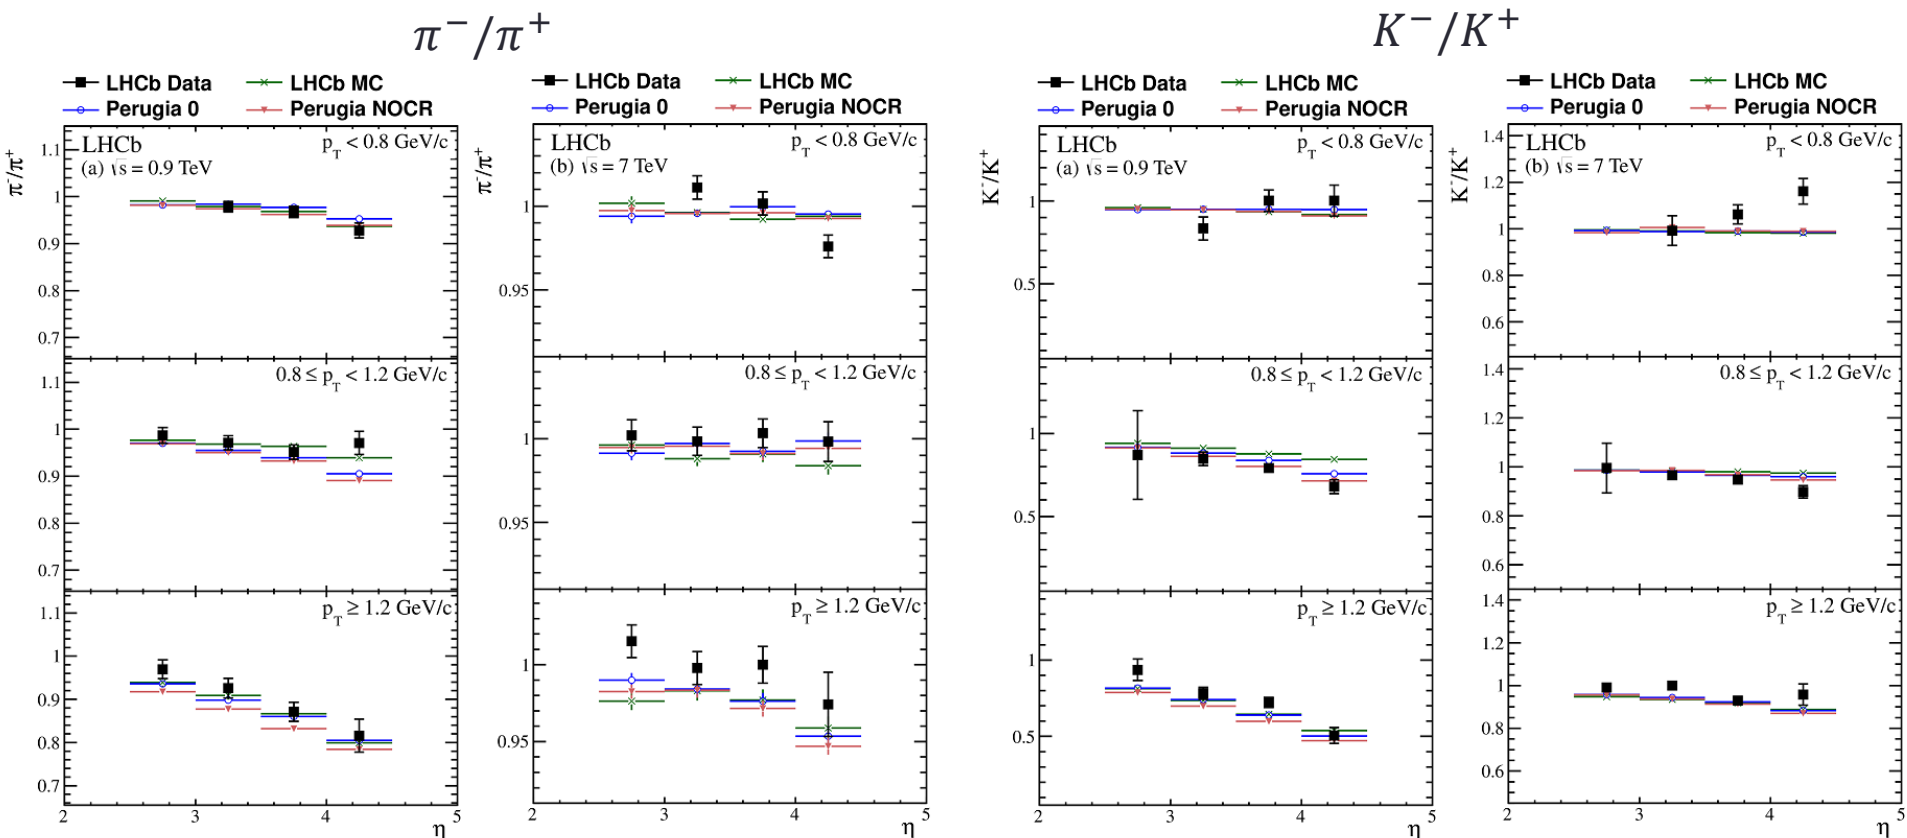 π⁻/π⁺
K⁻/K⁺
LHCb Data
LHCb MC
Perugia 0
Perugia NOCR
LHCb Data
LHCb MC
Perugia 0
Perugia NOCR
LHCb Data
LHCb MC
Perugia 0
Perugia NOCR
LHCb Data
LHCb MC
Perugia 0
Perugia NOCR
π⁻/π⁺
LHCb
(a) √s = 0.9 TeV
p_T < 0.8 GeV/c
1.1
1
0.9
0.8
0.7
0.8 ≤ p_T < 1.2 GeV/c
1.1
1
0.9
0.8
0.7
p_T ≥ 1.2 GeV/c
1.1
1
0.9
0.8
0.7
2 3 4 5
η
π⁻/π⁺
LHCb
(b) √s = 7 TeV
p_T < 0.8 GeV/c
1
0.95
0.8 ≤ p_T < 1.2 GeV/c
1
0.95
p_T ≥ 1.2 GeV/c
1
0.95
2 3 4 5
η
K⁻/K⁺
LHCb
(a) √s = 0.9 TeV
p_T < 0.8 GeV/c
1
0.5
0.8 ≤ p_T < 1.2 GeV/c
1
0.5
p_T ≥ 1.2 GeV/c
1
0.5
2 3 4 5
η
K⁻/K⁺
LHCb
(b) √s = 7 TeV
p_T < 0.8 GeV/c
1.4
1.2
1
0.8
0.6
0.8 ≤ p_T < 1.2 GeV/c
1.4
1.2
1
0.8
0.6
p_T ≥ 1.2 GeV/c
1.4
1.2
1
0.8
0.6
2 3 4 5
η